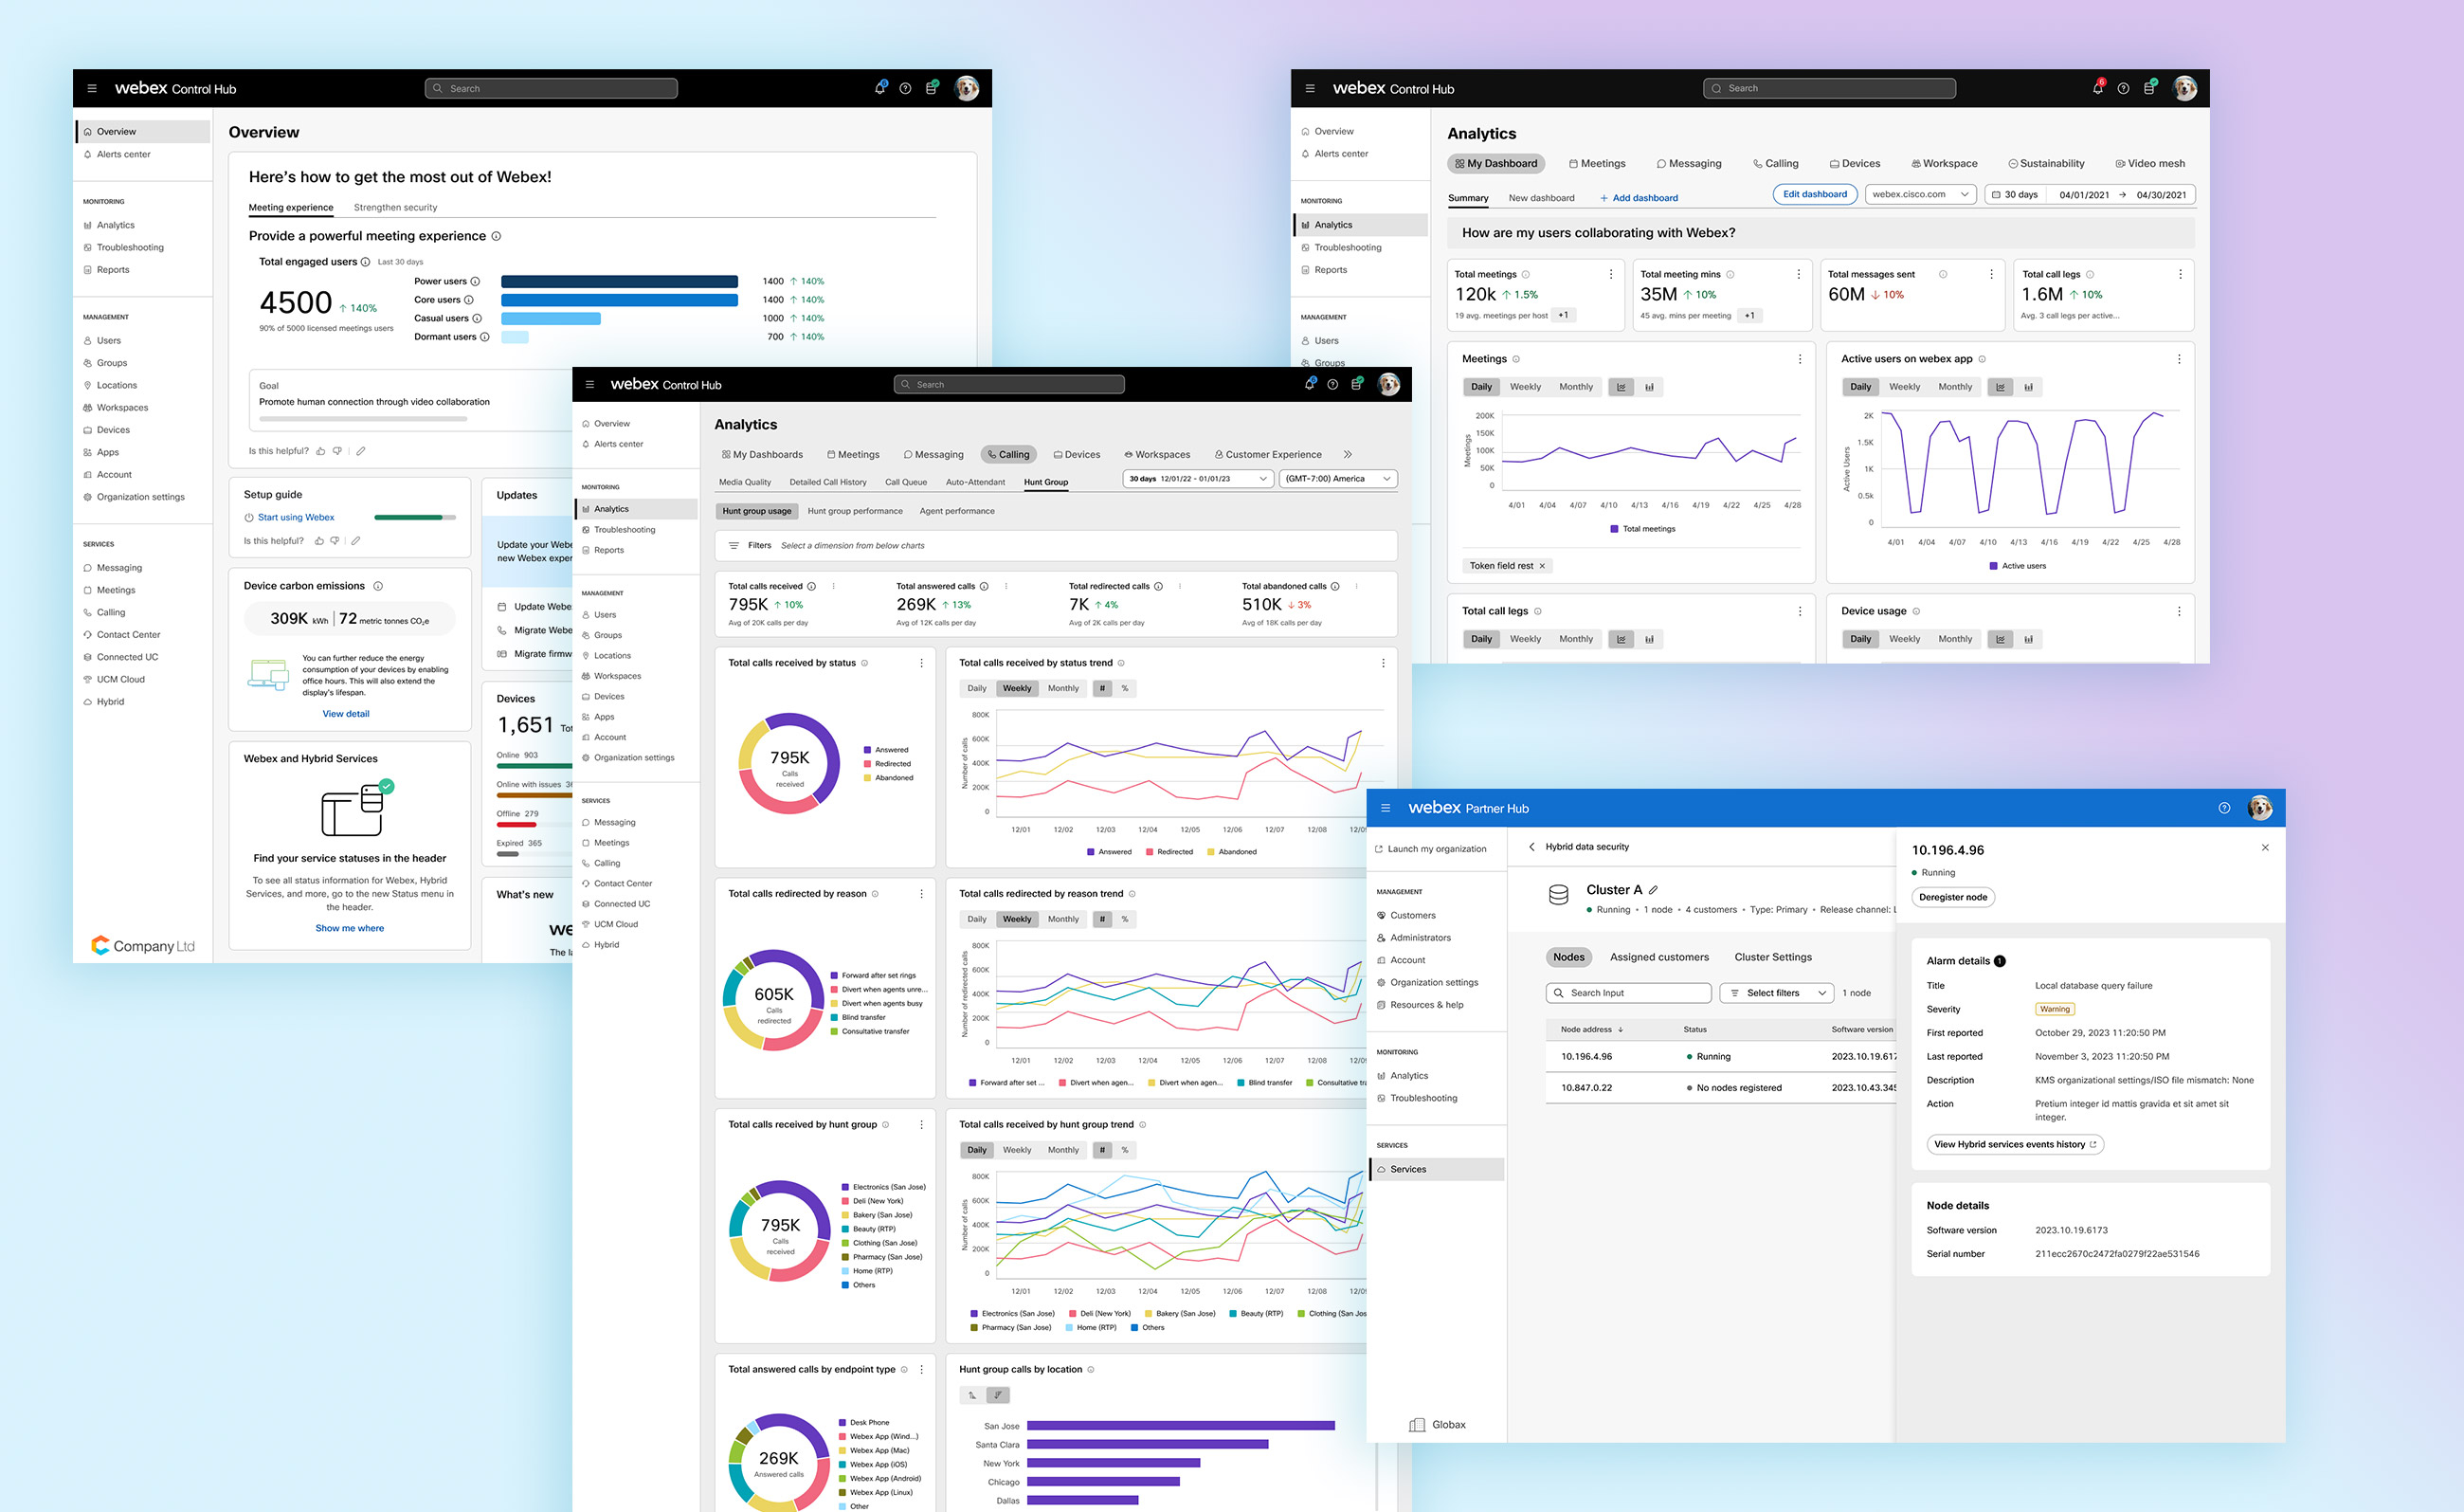 webex Control Hub
Search
Overview
Alerts center
MONITORING
Analytics
Troubleshooting
Reports
MANAGEMENT
Users
Groups
Locations
Workspaces
Devices
Apps
Account
Organization settings
SERVICES
Messaging
Meetings
Calling
Contact Center
Connected UC
UCM Cloud
Hybrid
Company Ltd
Overview
Here's how to get the most out of Webex!
Meeting experience Strengthen security
Provide a powerful meeting experience
Total engaged users Last 30 days
4500 ↑ 140%
90% of 5000 licensed meetings users
Power users 1400 ↑ 140%
Core users 1400 ↑ 140%
Casual users 1000 ↑ 140%
Dormant users 700 ↑ 140%
Goal
Promote human connection through video collaboration
Is this helpful?
Setup guide
Start using Webex
Is this helpful?
Device carbon emissions
309K kWh | 72 metric tonnes CO₂e
You can further reduce the energy
consumption of your devices by enabling
office hours. This will also extend the
display's lifespan.
View detail
Webex and Hybrid Services
Find your service statuses in the header
To see all status information for Webex, Hybrid
Services, and more, go to the new Status menu in
the header.
Show me where
Updates
Update your Webe
new Webex exper
Update Webe
Migrate Webe
Migrate firmw
Devices
1,651 Tot
Online 903
Online with issues
Offline 279
Expired 365
What's new
we
The la
webex Control Hub
Search
Overview
Alerts center
MONITORING
Analytics
Troubleshooting
Reports
MANAGEMENT
Users
Groups
Locations
Workspaces
Devices
Apps
Account
Organization settings
SERVICES
Messaging
Meetings
Calling
Contact Center
Connected UC
UCM Cloud
Hybrid
Analytics
My Dashboards Meetings Messaging Calling Devices Workspaces Customer Experience
Media Quality Detailed Call History Call Queue Auto-Attendant Hunt Group
30 days 12/01/22 - 01/01/23 (GMT-7:00) America
Hunt group usage Hunt group performance Agent performance
Filters Select a dimension from below charts
Total calls received Total answered calls Total redirected calls Total abandoned calls
795K ↑ 10% 269K ↑ 13% 7K ↑ 4% 510K ↓ 3%
Avg of 20K calls per day Avg of 12K calls per day Avg of 2K calls per day Avg of 18K calls per day
Total calls received by status
795K
Calls
received
Answered
Redirected
Abandoned
Total calls received by status trend
Daily Weekly Monthly # %
Number of calls
800K
600K
400K
200K
0
12/01 12/02 12/03 12/04 12/05 12/06 12/07 12/08 12/09
Answered Redirected Abandoned
Total calls redirected by reason
605K
Calls
redirected
Forward after set rings
Divert when agents unre...
Divert when agents busy
Blind transfer
Consultative transfer
Total calls redirected by reason trend
Daily Weekly Monthly # %
Number of redirected calls
800K
600K
400K
200K
0
12/01 12/02 12/03 12/04 12/05 12/06 12/07 12/08 12/09
Forward after set ... Divert when agen... Divert when agen... Blind transfer Consultative tra
Total calls received by hunt group
795K
Calls
received
Electronics (San Jose)
Deli (New York)
Bakery (San Jose)
Beauty (RTP)
Clothing (San Jose)
Pharmacy (San Jose)
Home (RTP)
Others
Total calls received by hunt group trend
Daily Weekly Monthly # %
Number of calls
800K
600K
400K
200K
0
12/01 12/02 12/03 12/04 12/05 12/06 12/07 12/08 12/09
Electronics (San Jose) Deli (New York) Bakery (San Jose) Beauty (RTP) Clothing (San Jos
Pharmacy (San Jose) Home (RTP) Others
Total answered calls by endpoint type
269K
Answered calls
Desk Phone
Webex App (Wind...)
Webex App (Mac)
Webex App (iOS)
Webex App (Android)
Webex App (Linux)
Other
Hunt group calls by location
San Jose
Santa Clara
New York
Chicago
Dallas
webex Control Hub
Search
6
Overview
Alerts center
MONITORING
Analytics
Troubleshooting
Reports
MANAGEMENT
Users
Groups
Analytics
My Dashboard Meetings Messaging Calling Devices Workspace Sustainability Video mesh
Summary New dashboard + Add dashboard
Edit dashboard webex.cisco.com 30 days 04/01/2021 → 04/30/2021
How are my users collaborating with Webex?
Total meetings
120k ↑ 1.5%
19 avg. meetings per host +1
Total meeting mins
35M ↑ 10%
45 avg. mins per meeting +1
Total messages sent
60M ↓ 10%
Total call legs
1.6M ↑ 10%
Avg. 3 call legs per active...
Meetings
Daily Weekly Monthly
Meetings
200K
150K
100K
50K
0
4/01 4/04 4/07 4/10 4/13 4/16 4/19 4/22 4/25 4/28
Total meetings
Token field rest ×
Active users on webex app
Daily Weekly Monthly
Active Users
2K
1.5K
1K
0.5k
0
4/01 4/04 4/07 4/10 4/13 4/16 4/19 4/22 4/25 4/28
Active users
Total call legs
Daily Weekly Monthly
Device usage
Daily Weekly Monthly
webex Partner Hub
Launch my organization
MANAGEMENT
Customers
Administrators
Account
Organization settings
Resources & help
MONITORING
Analytics
Troubleshooting
SERVICES
Services
Globax
Hybrid data security
Cluster A
Running • 1 node • 4 customers • Type: Primary • Release channel: L
Nodes Assigned customers Cluster Settings
Search Input Select filters 1 node
Node address ↓ Status Software version
10.196.4.96 Running 2023.10.19.617
10.847.0.22 No nodes registered 2023.10.43.345
10.196.4.96
Running
Deregister node
Alarm details 1
Title Local database query failure
Severity Warning
First reported October 29, 2023 11:20:50 PM
Last reported November 3, 2023 11:20:50 PM
Description KMS organizational settings/ISO file mismatch: None
Action Pretium integer id mattis gravida et sit amet sit
integer.
View Hybrid services events history
Node details
Software version 2023.10.19.6173
Serial number 211ecc2670c2472fa0279f22ae531546